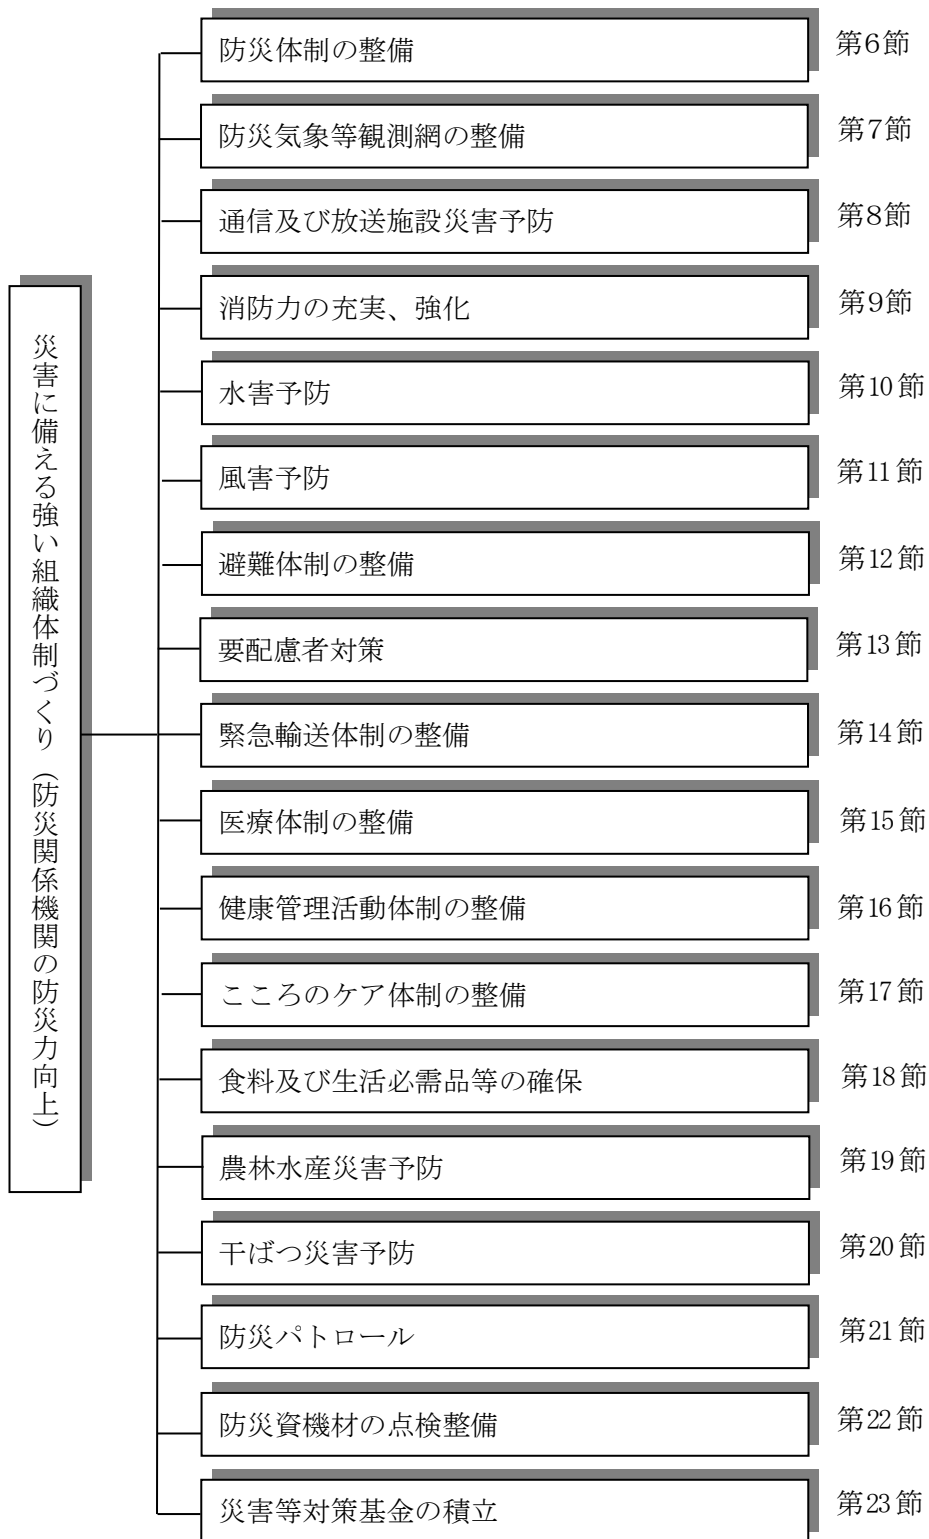 災害に備える強い組織体制づくり（防災関係機関の防災力向上）
防災体制の整備 第6節
防災気象等観測網の整備 第7節
通信及び放送施設災害予防 第8節
消防力の充実、強化 第9節
水害予防 第10節
風害予防 第11節
避難体制の整備 第12節
要配慮者対策 第13節
緊急輸送体制の整備 第14節
医療体制の整備 第15節
健康管理活動体制の整備 第16節
こころのケア体制の整備 第17節
食料及び生活必需品等の確保 第18節
農林水産災害予防 第19節
干ばつ災害予防 第20節
防災パトロール 第21節
防災資機材の点検整備 第22節
災害等対策基金の積立 第23節